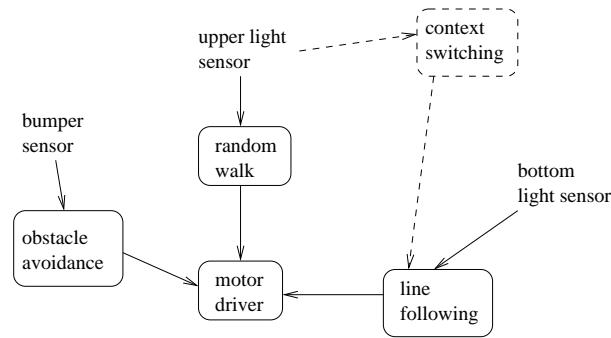 upper light
sensor
context
switching
bumper
sensor
random
walk
bottom
light sensor
obstacle
avoidance
motor
driver
line
following